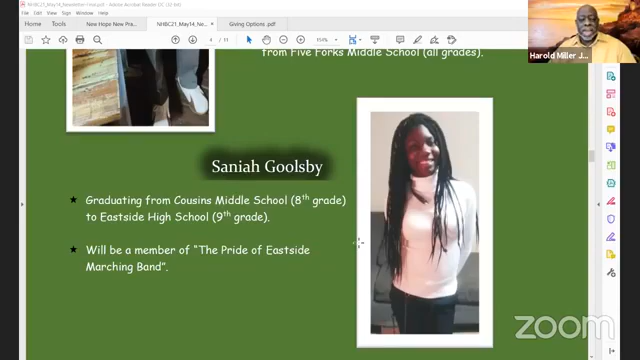 NHBC21_May14_Newsletter-Final.pdf - Adobe Acrobat Reader DC (32-bit)
File Edit View Sign Window Help
Home Tools New Hope New Pra... NHBC21_May14_Ne... × Giving Options .pdf
4 / 11 151%
Harold Miller J...
from Five Forks Middle School (all grades).
Saniah Goolsby
★ Graduating from Cousins Middle School (8th grade)
to Eastside High School (9th grade).
★ Will be a member of “The Pride of Eastside
Marching Band”.
zoom